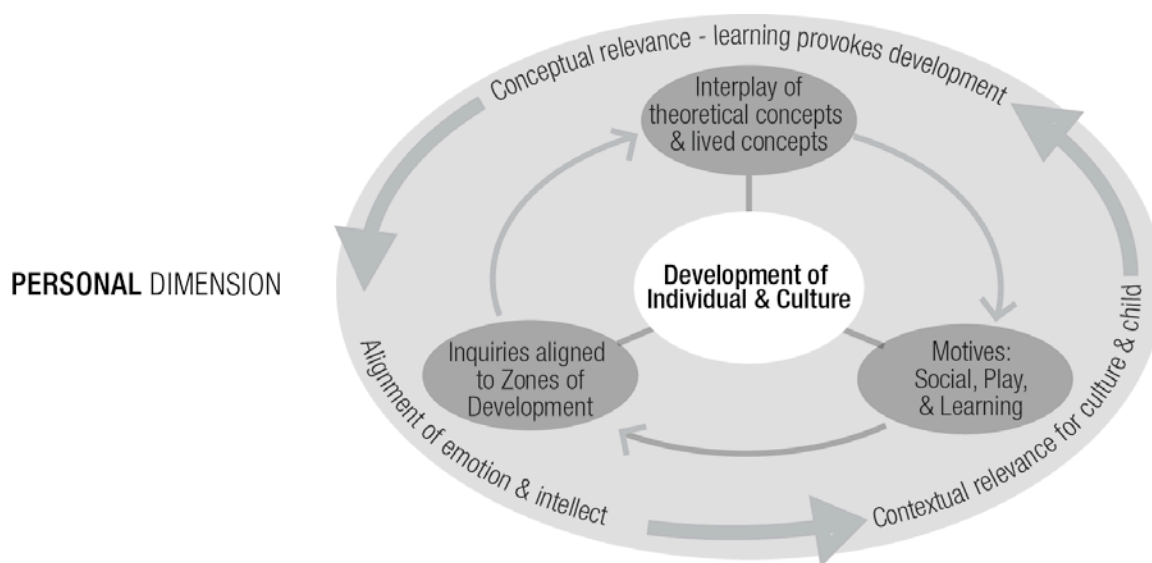 Conceptual relevance - learning provokes development
Interplay of
theoretical concepts
& lived concepts
PERSONAL DIMENSION
Development of
Individual & Culture
Inquiries aligned
to Zones of
Development
Motives:
Social, Play,
& Learning
Alignment of emotion & intellect
Contextual relevance for culture & child